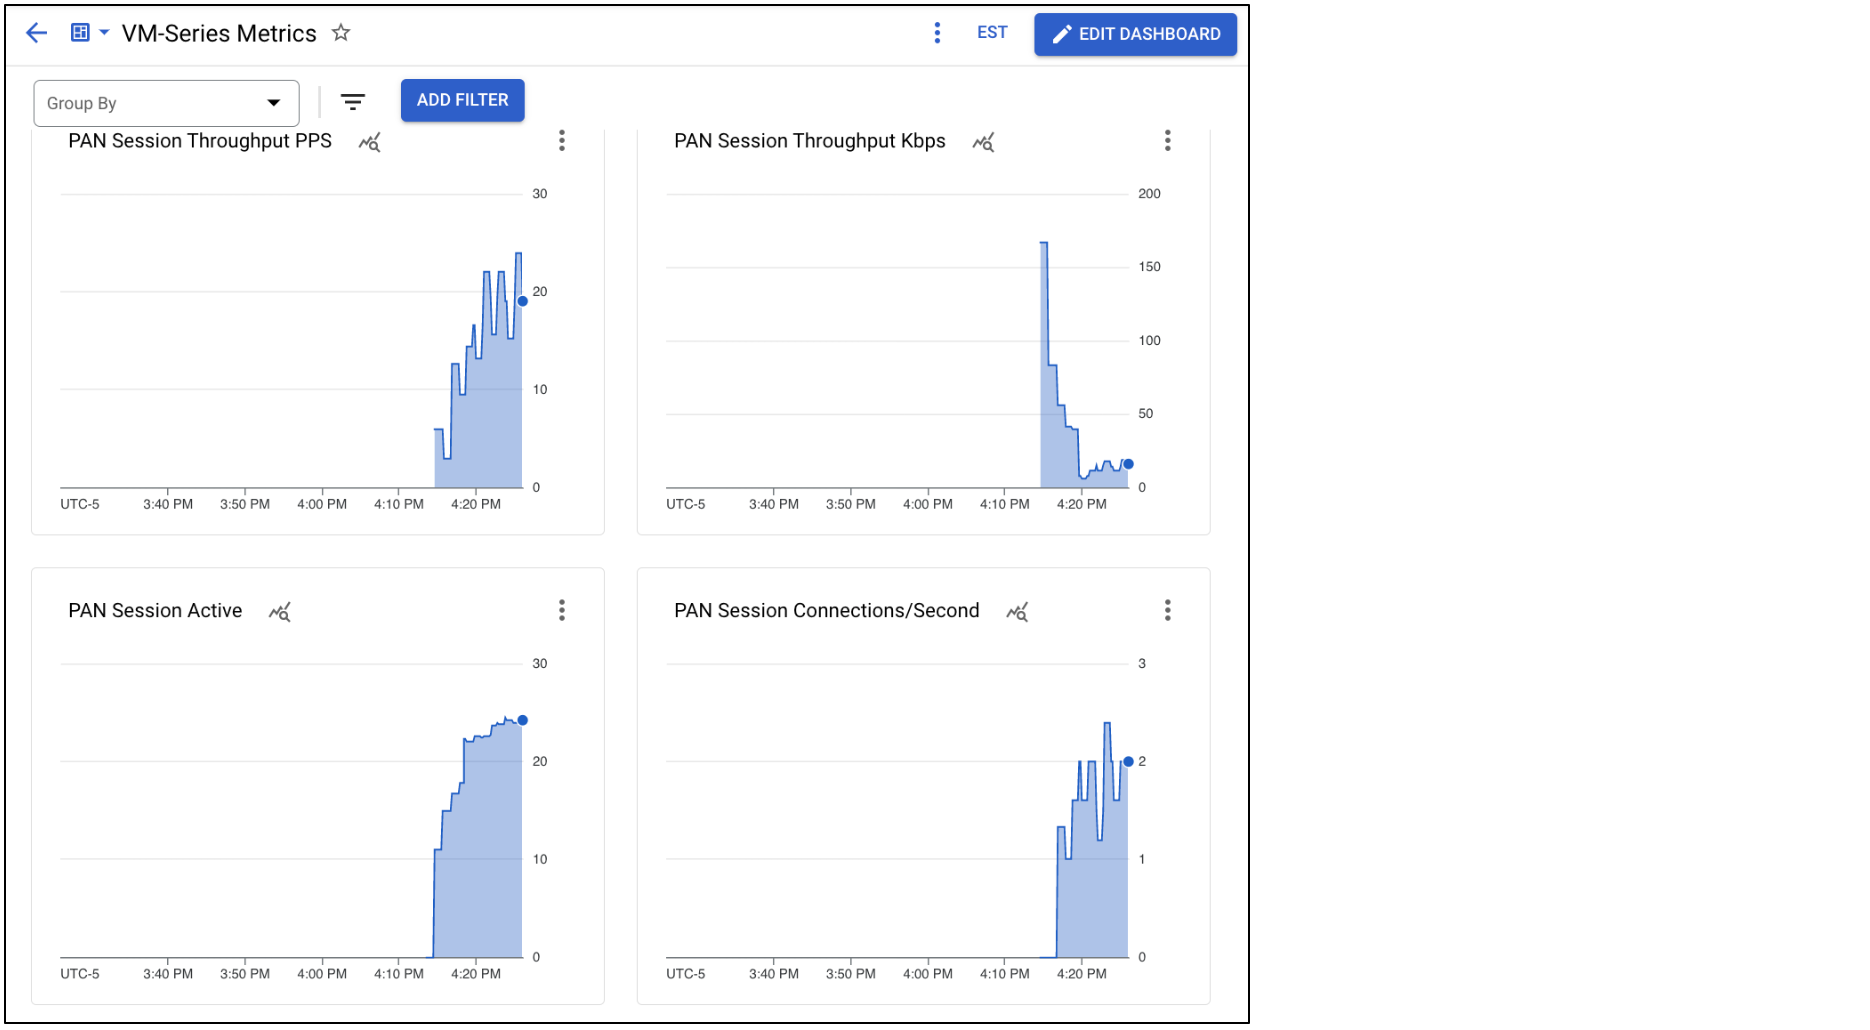 VM-Series Metrics
EST
EDIT DASHBOARD
Group By
ADD FILTER
PAN Session Throughput PPS
30
20
10
0
UTC-5 3:40 PM 3:50 PM 4:00 PM 4:10 PM 4:20 PM
PAN Session Throughput Kbps
200
150
100
50
0
UTC-5 3:40 PM 3:50 PM 4:00 PM 4:10 PM 4:20 PM
PAN Session Active
30
20
10
0
UTC-5 3:40 PM 3:50 PM 4:00 PM 4:10 PM 4:20 PM
PAN Session Connections/Second
3
2
1
0
UTC-5 3:40 PM 3:50 PM 4:00 PM 4:10 PM 4:20 PM